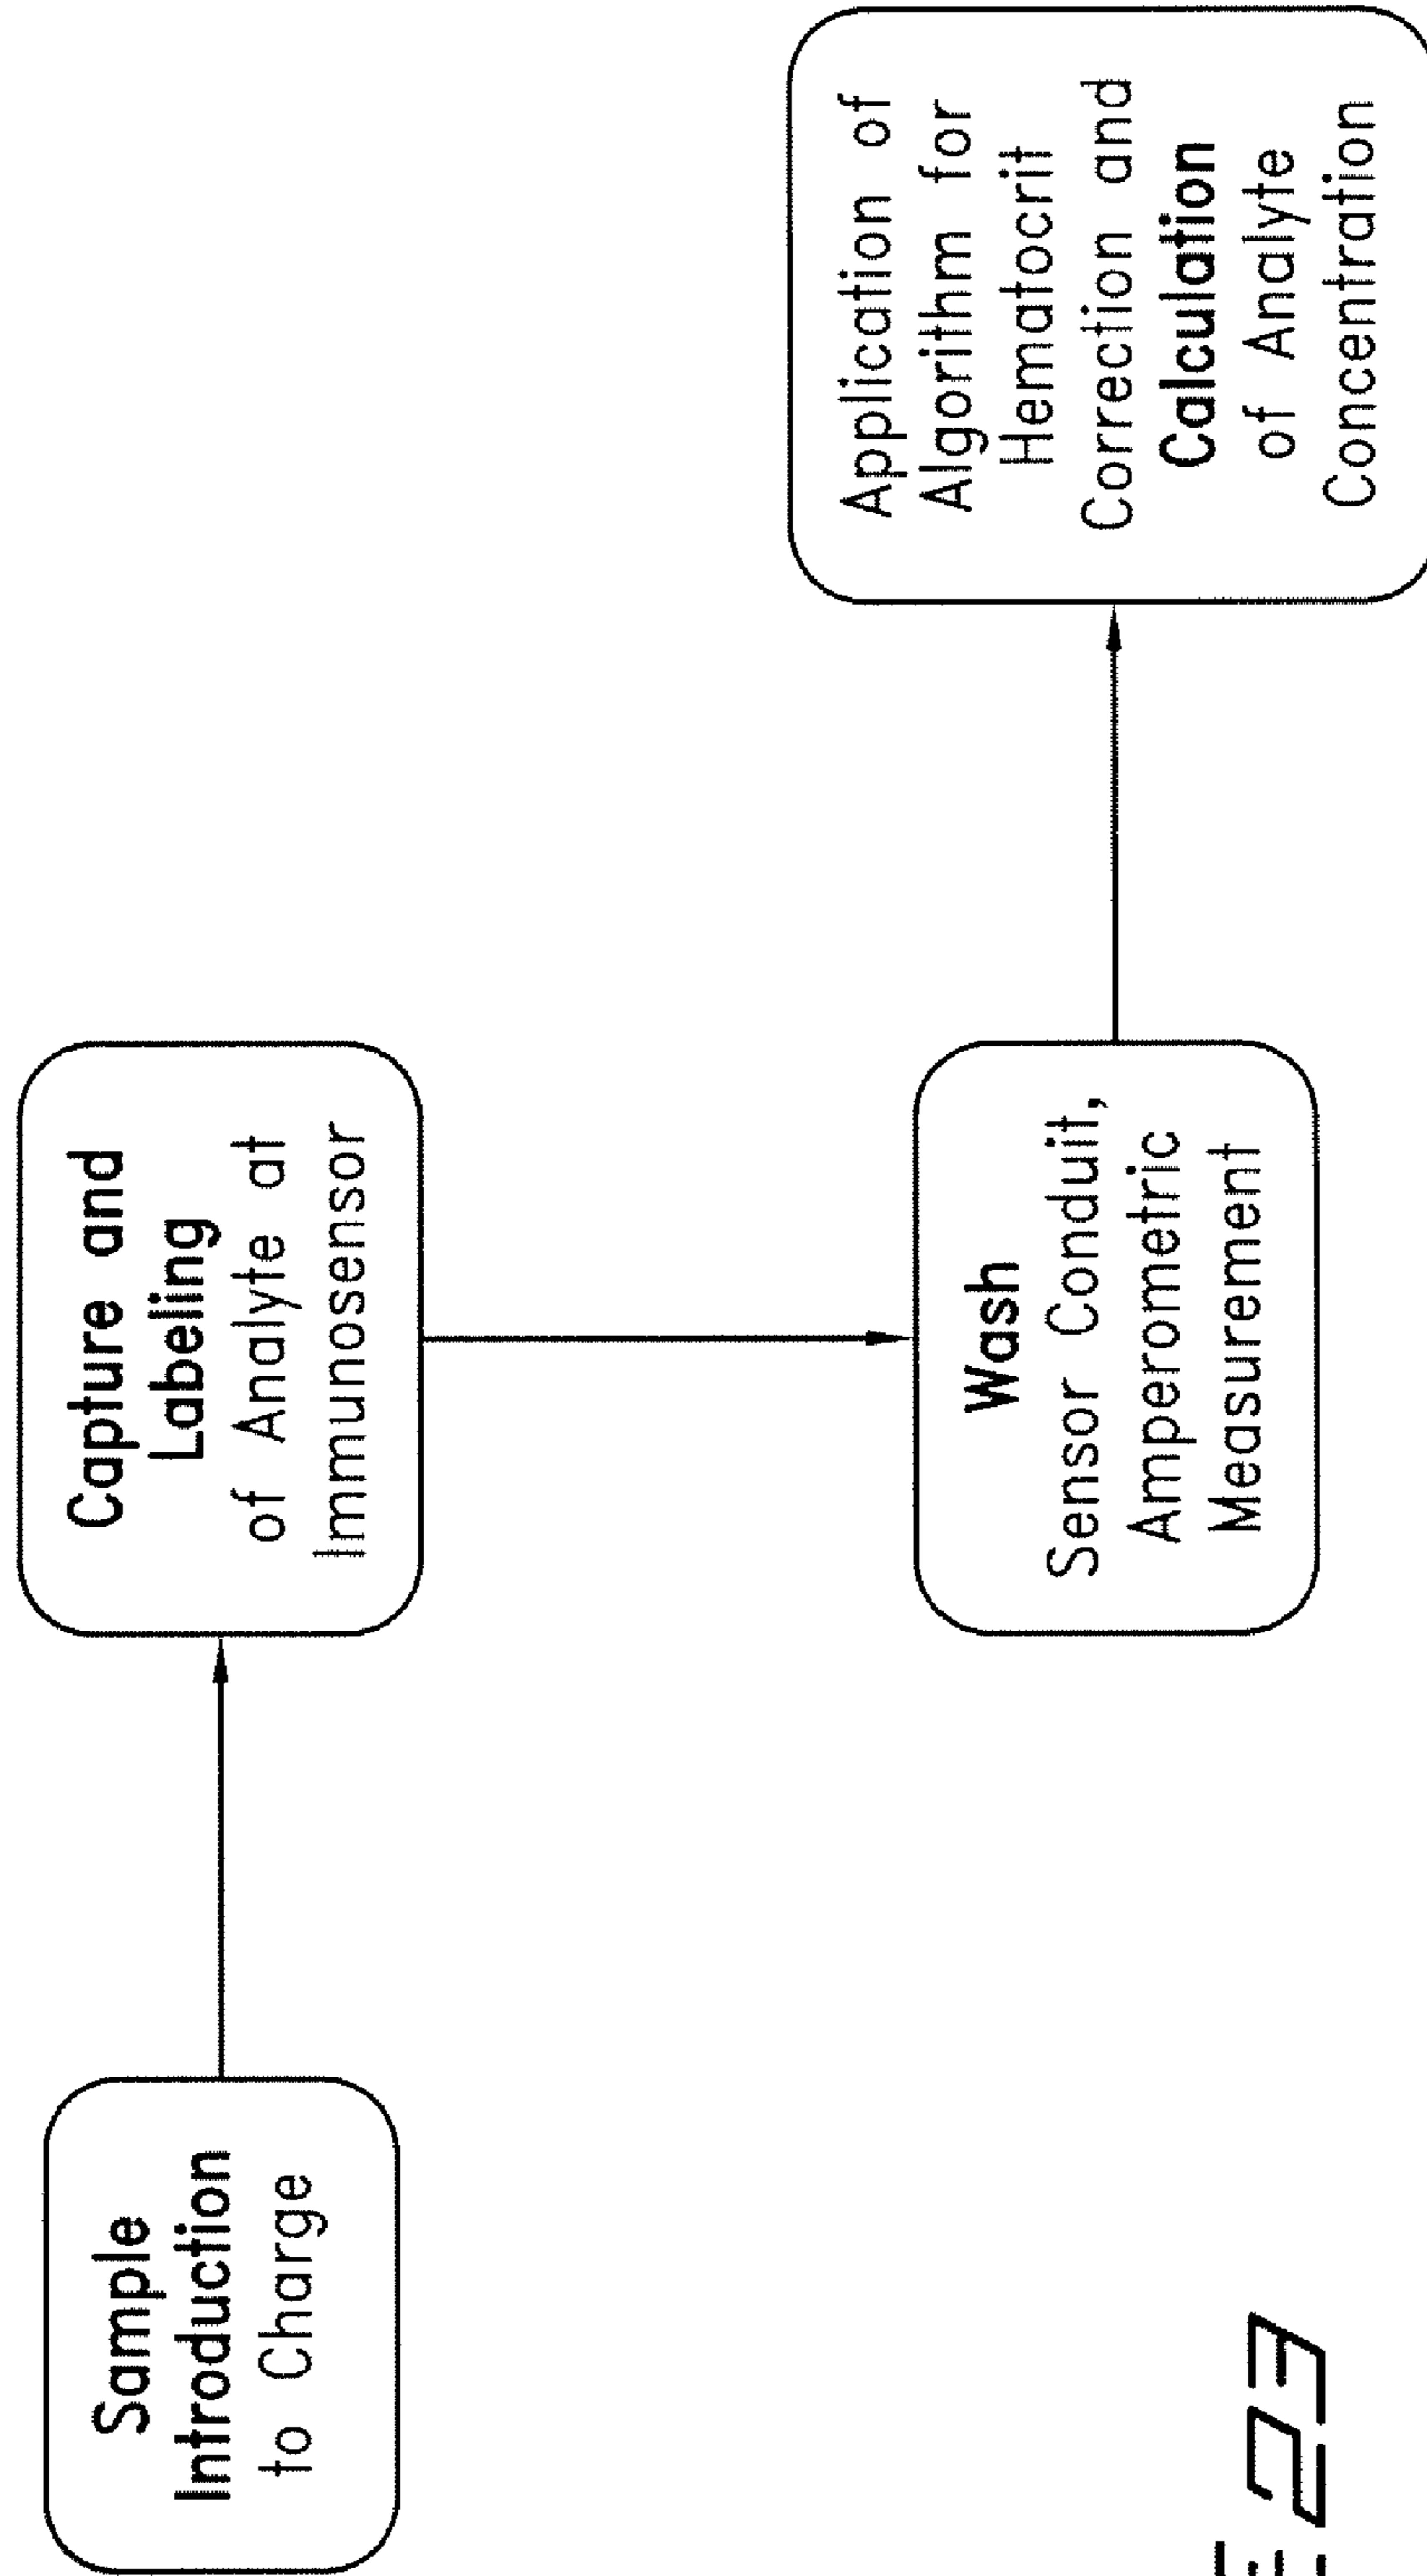 Sample
Introduction
to Charge
Capture and
Labeling
of Analyte at
Immunosensor
Wash
Sensor Conduit,
Amperometric
Measurement
Application of
Algorithm for
Hematocrit
Correction and
Calculation
of Analyte
Concentration
E 23